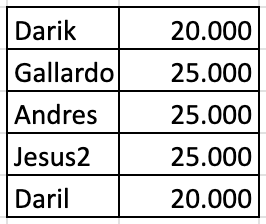 Darik 20.000
Gallardo 25.000
Andres 25.000
Jesus2 25.000
Daril 20.000